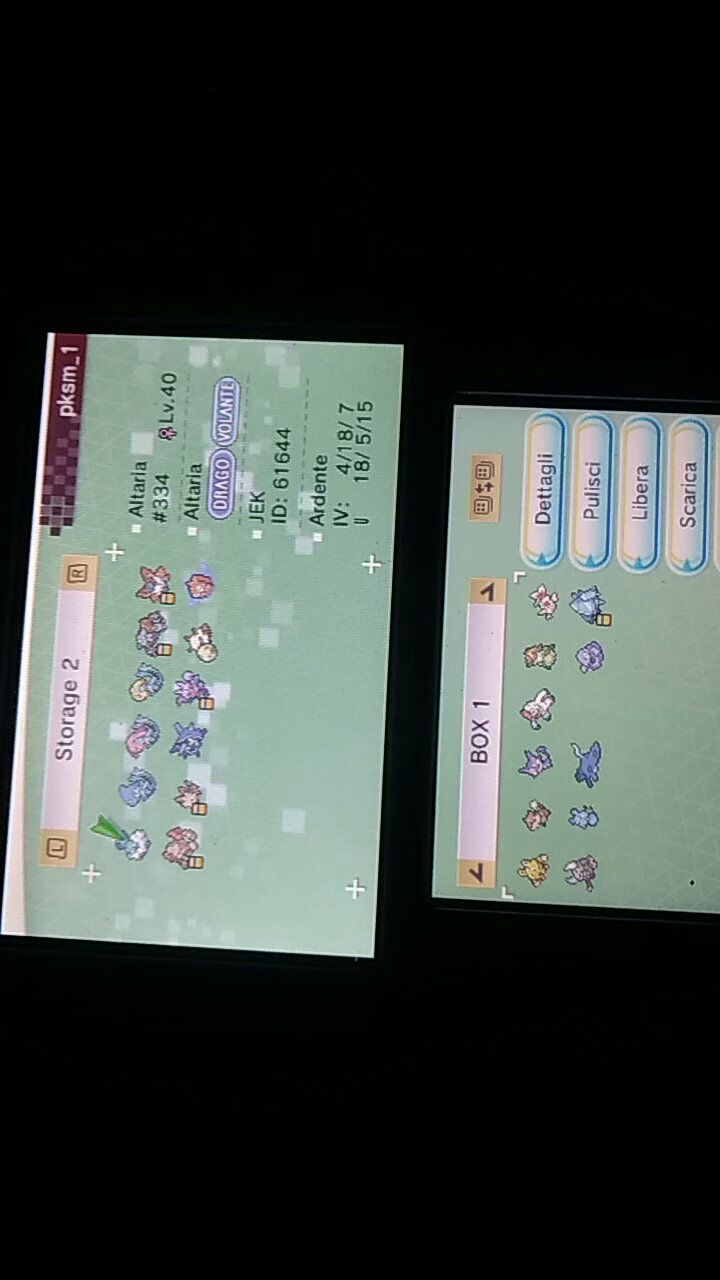 pksm_1
L
Storage 2
R
Altaria
#334 Lv.40
Altaria
DRAGO VOLANTE
JEK
ID: 61644
Ardente
IV: 4/18/ 7
18/ 5/15
BOX 1
Dettagli
Pulisci
Libera
Scarica